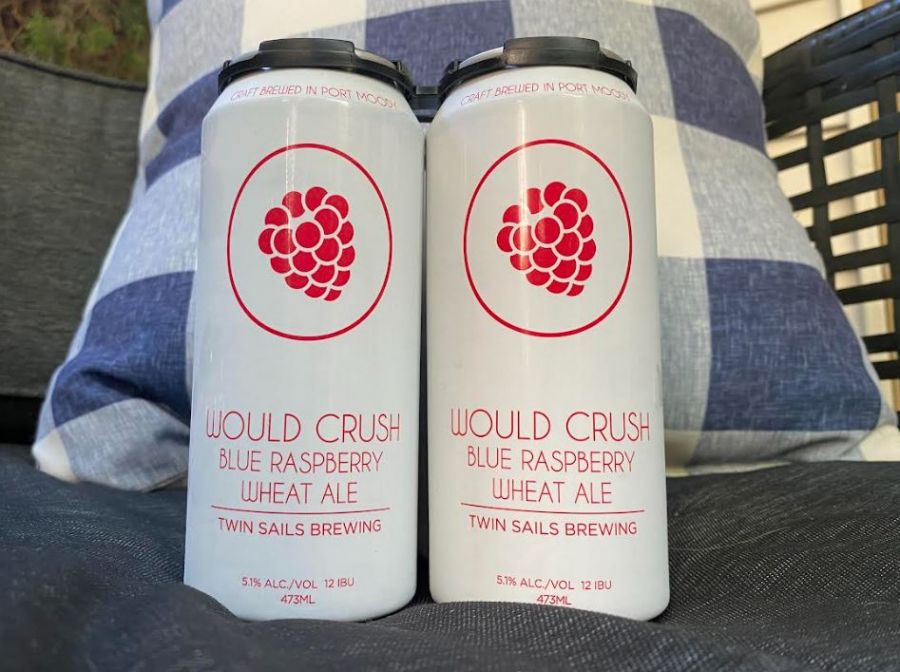 CRAFT BREWED IN PORT MOODY
WOULD CRUSH
BLUE RASPBERRY
WHEAT ALE
TWIN SAILS BREWING
5.1% ALC./VOL 12 IBU
473ML
CRAFT BREWED IN PORT MOODY
WOULD CRUSH
BLUE RASPBERRY
WHEAT ALE
TWIN SAILS BREWING
5.1% ALC./VOL 12 IBU
473ML